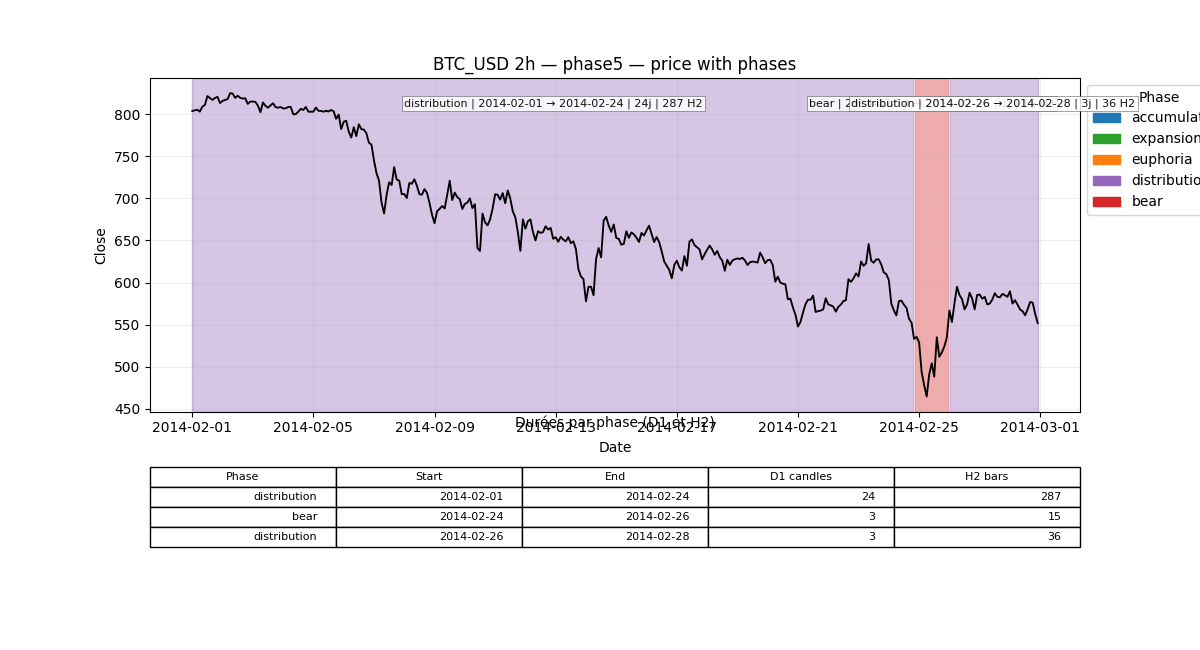 BTC_USD 2h — phase5 — price with phases
distribution | 2014-02-01 → 2014-02-24 | 24j | 287 H2
bear | 2
distribution | 2014-02-26 → 2014-02-28 | 3j | 36 H2
Phase
accumulat
expansion
euphoria
distributio
bear
Close
800
750
700
650
600
550
500
450
2014-02-01 2014-02-05 2014-02-09 2014-02-13 2014-02-17 2014-02-21 2014-02-25 2014-03-01
Durées par phase (D1 et H2)
Date
Phase Start End D1 candles H2 bars
distribution 2014-02-01 2014-02-24 24 287
bear 2014-02-24 2014-02-26 3 15
distribution 2014-02-26 2014-02-28 3 36